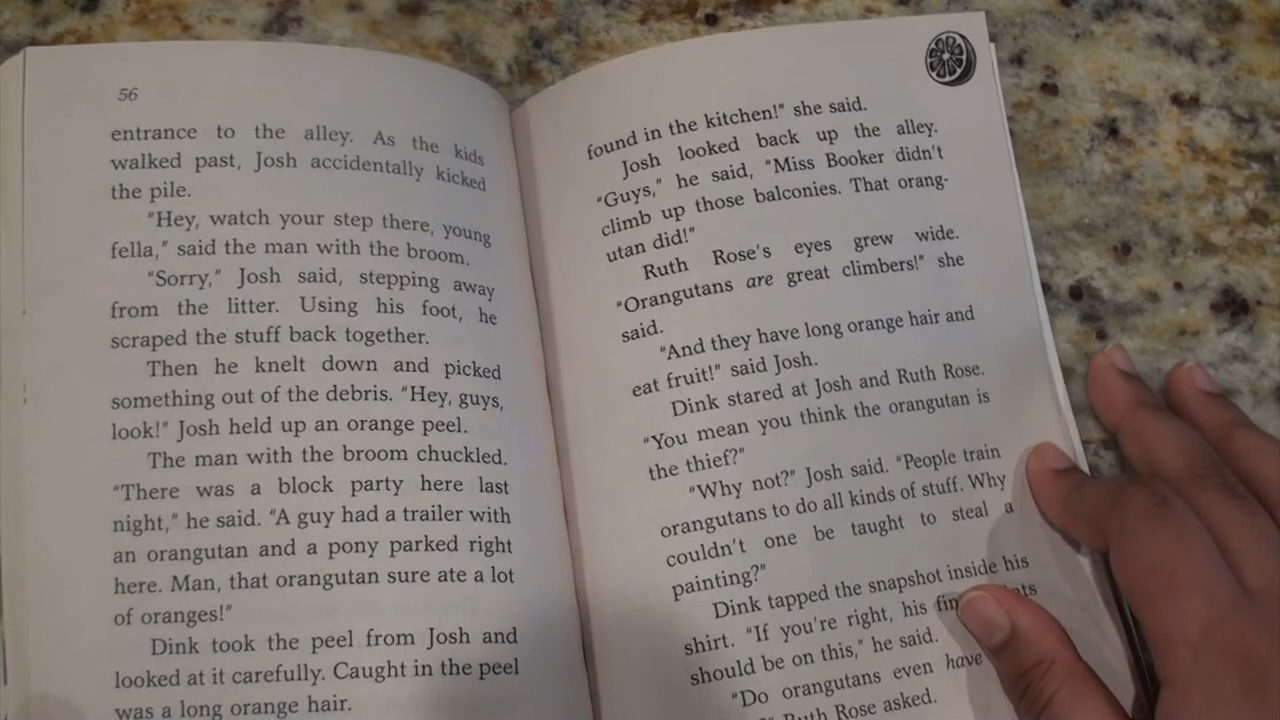 56
entrance to the alley. As the kids
walked past, Josh accidentally kicked
the pile.
"Hey, watch your step there, young
fella," said the man with the broom.
"Sorry," Josh said, stepping away
from the litter. Using his foot, he
scraped the stuff back together.
Then he knelt down and picked
something out of the debris. "Hey, guys,
look!" Josh held up an orange peel.
The man with the broom chuckled.
"There was a block party here last
night," he said. "A guy had a trailer with
an orangutan and a pony parked right
here. Man, that orangutan sure ate a lot
of oranges!"
Dink took the peel from Josh and
looked at it carefully. Caught in the peel
was a long orange hair.
found in the kitchen!" she said.
Josh looked back up the alley.
"Guys," he said, "Miss Booker didn't
climb up those balconies. That orang-
utan did!"
Ruth Rose's eyes grew wide.
"Orangutans are great climbers!" she
said.
"And they have long orange hair and
eat fruit!" said Josh.
Dink stared at Josh and Ruth Rose.
"You mean you think the orangutan is
the thief?"
"Why not?" Josh said. "People train
orangutans to do all kinds of stuff. Why
couldn't one be taught to steal a
painting?"
Dink tapped the snapshot inside his
shirt. "If you're right, his
should be on this," he said.
"Do orangutans even have
Ruth Rose asked.